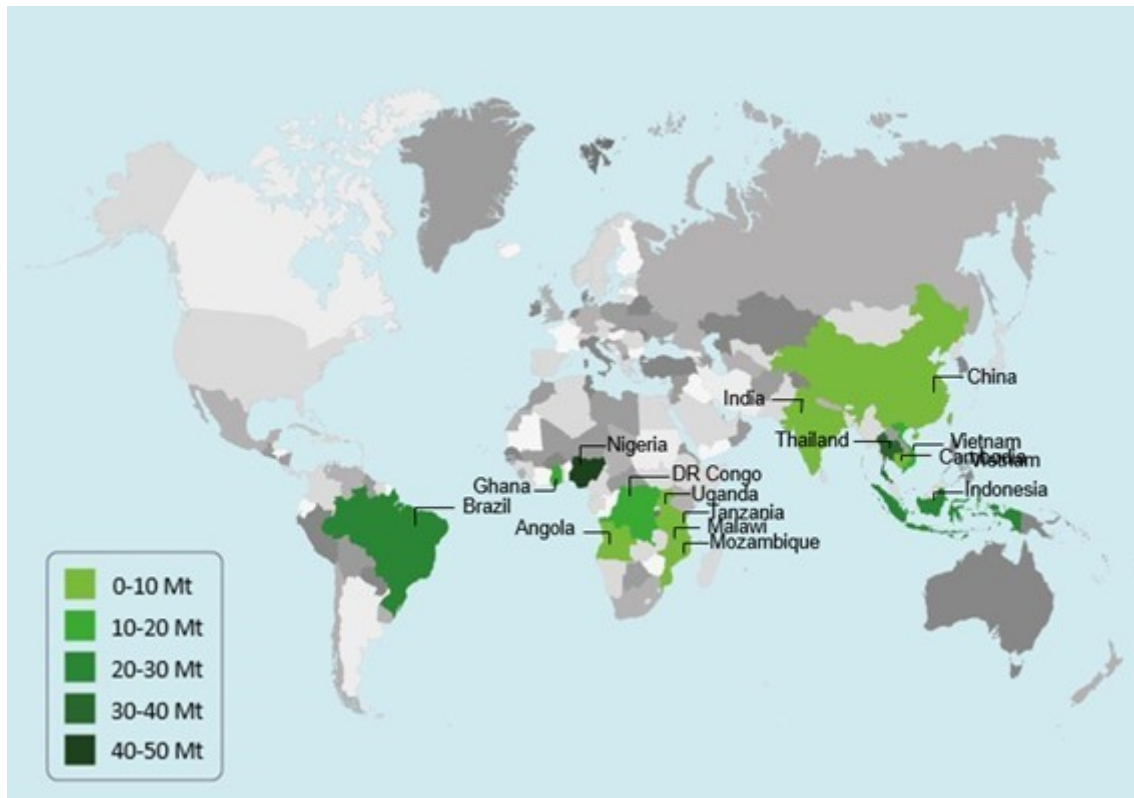 China
India
Nigeria
Thailand
Vietnam
Cambodia
Vietnam
DR Congo
Ghana
Uganda
Indonesia
Brazil
Tanzania
Angola
Malawi
Mozambique
0-10 Mt
10-20 Mt
20-30 Mt
30-40 Mt
40-50 Mt